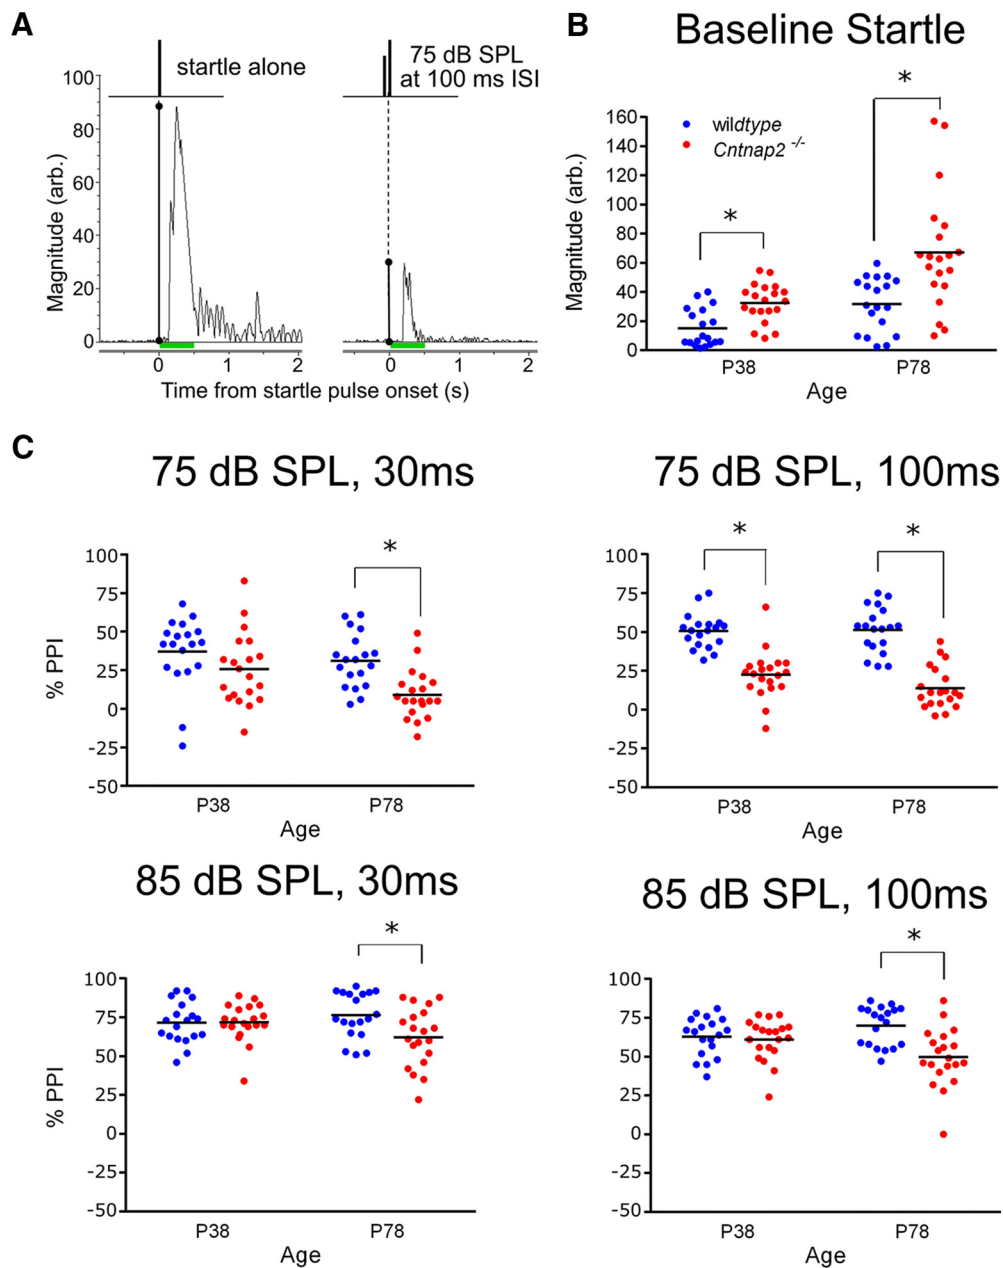 A
startle alone
75 dB SPL
at 100 ms ISI
Magnitude (arb.)
100
80
60
40
20
0
0
1
2
0
1
2
Time from startle pulse onset (s)
B
Baseline Startle
*
wildtype
Cntnap2 -/-
*
Magnitude (arb.)
160
140
120
100
80
60
40
20
0
P38
P78
Age
C
75 dB SPL, 30ms
*
% PPI
100
75
50
25
0
-25
-50
P38
P78
Age
75 dB SPL, 100ms
*
*
100
75
50
25
0
-25
-50
P38
P78
Age
85 dB SPL, 30ms
*
% PPI
100
75
50
25
0
-25
-50
P38
P78
Age
85 dB SPL, 100ms
*
100
75
50
25
0
-25
-50
P38
P78
Age